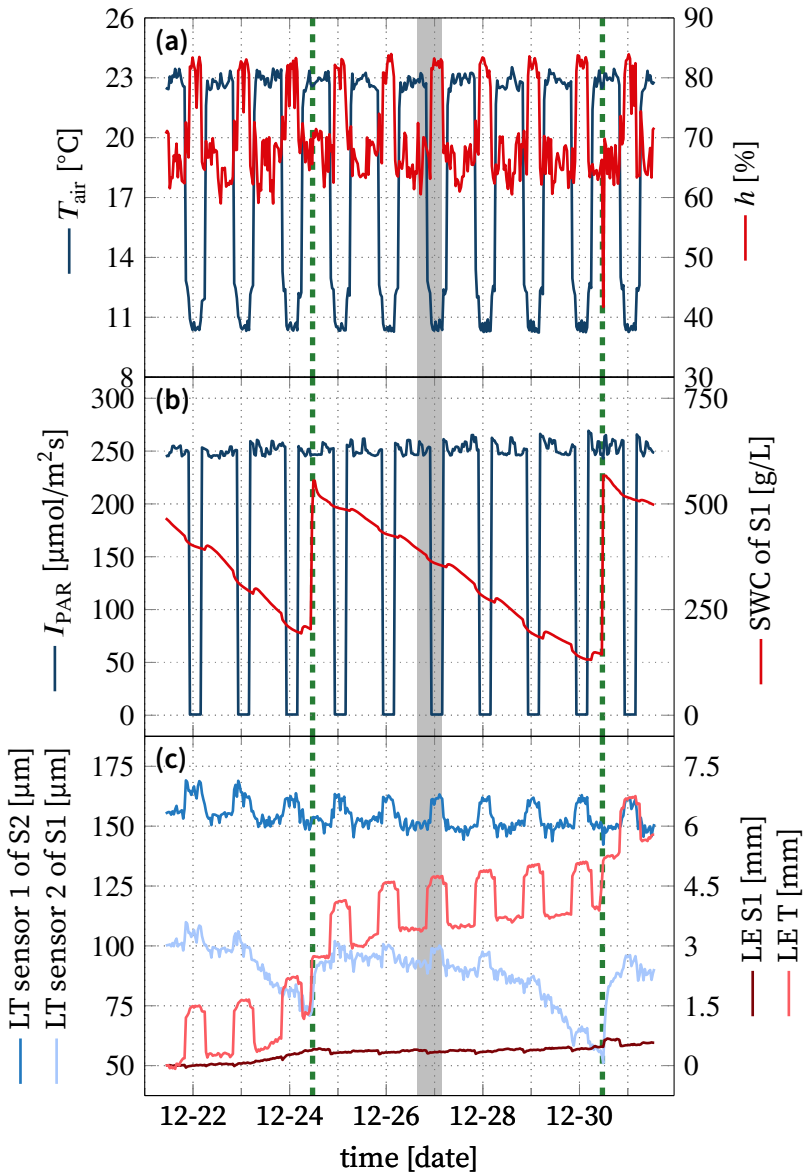 (a)
26
23
20
17
14
11
8
T_air [°C]
90
80
70
60
50
40
30
h [%]
(b)
300
250
200
150
100
50
0
I_PAR [µmol/m²s]
750
500
250
0
SWC of S1 [g/L]
(c)
175
150
125
100
75
50
LT sensor 1 of S2 [µm]
LT sensor 2 of S1 [µm]
7.5
6
4.5
3
1.5
0
LE S1 [mm]
LE T [mm]
12-22 12-24 12-26 12-28 12-30
time [date]